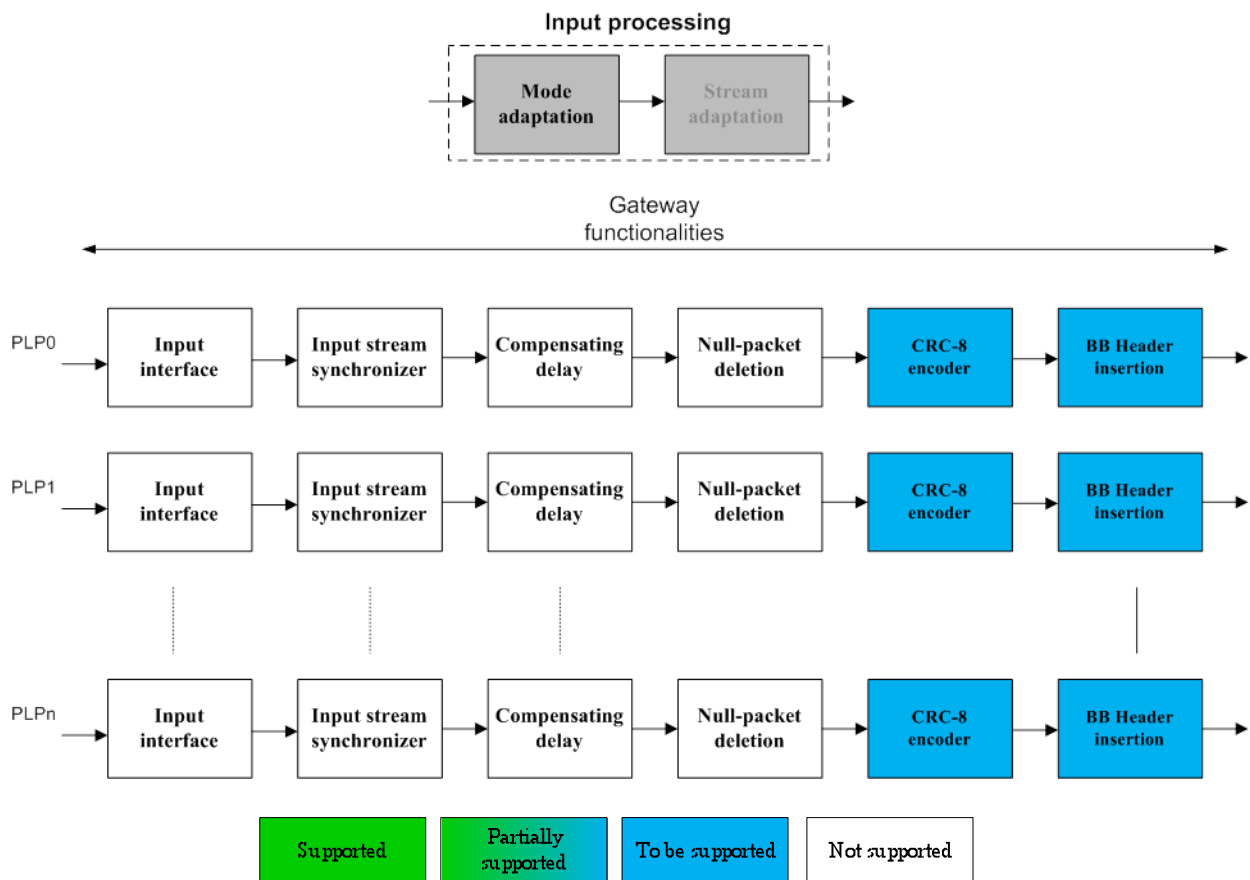 Input processing
Mode
adaptation
Stream
adaptation
Gateway
functionalities
PLP0
Input
interface
Input stream
synchronizer
Compensating
delay
Null-packet
deletion
CRC-8
encoder
BB Header
insertion
PLP1
Input
interface
Input stream
synchronizer
Compensating
delay
Null-packet
deletion
CRC-8
encoder
BB Header
insertion
PLPn
Input
interface
Input stream
synchronizer
Compensating
delay
Null-packet
deletion
CRC-8
encoder
BB Header
insertion
Supported
Partially
supported
To be supported
Not supported